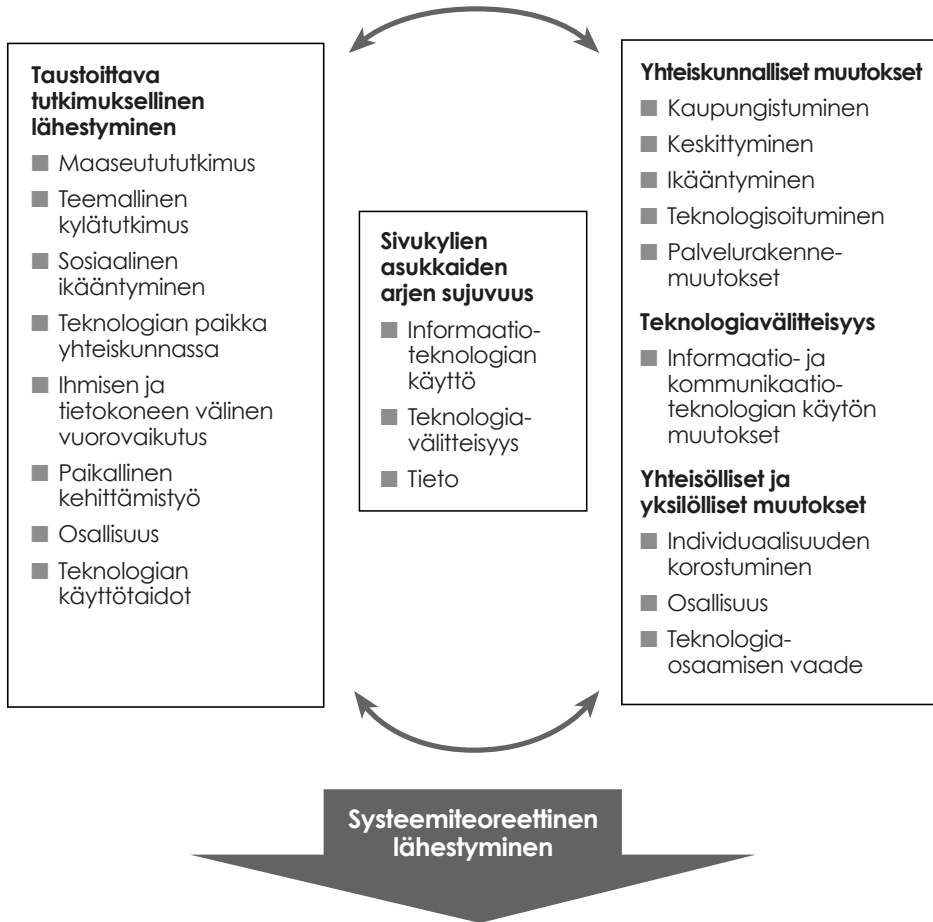 Taustoittava
tutkimuksellinen
lähestyminen
■ Maaseutututkimus
■ Teemallinen
kylätutkimus
■ Sosiaalinen
ikääntyminen
■ Teknologian paikka
yhteiskunnassa
■ Ihmisen ja
tietokoneen välinen
vuorovaikutus
■ Paikallinen
kehittämistyö
■ Osallisuus
■ Teknologian
käyttötaidot
Sivukylien
asukkaiden
arjen sujuvuus
■ Informaatio-
teknologian
käyttö
■ Teknologia-
välitteisyys
■ Tieto
Yhteiskunnalliset muutokset
■ Kaupungistuminen
■ Keskittyminen
■ Ikääntyminen
■ Teknologisoituminen
■ Palvelurakenne-
muutokset
Teknologiavälitteisyys
■ Informaatio- ja
kommunikaatio-
teknologian käytön
muutokset
Yhteisölliset ja
yksilölliset muutokset
■ Individuaalisuuden
korostuminen
■ Osallisuus
■ Teknologia-
osaamisen vaade
Systeemiteoreettinen
lähestyminen